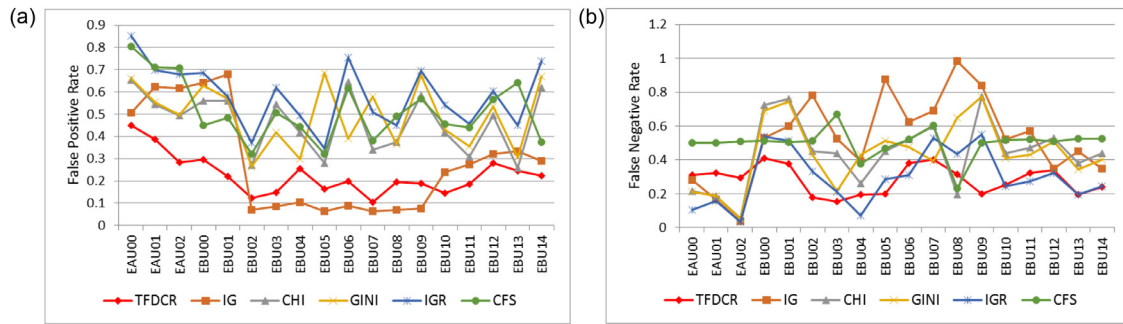 (a)
0.9
0.8
0.7
0.6
0.5
0.4
0.3
0.2
0.1
0
False Positive Rate
EAU00 EAU01 EAU02 EBU00 EBU01 EBU02 EBU03 EBU04 EBU05 EBU06 EBU07 EBU08 EBU09 EBU10 EBU11 EBU12 EBU13 EBU14
TFDCR IG CHI GINI IGR CFS
(b)
1.2
1
0.8
0.6
0.4
0.2
0
False Negative Rate
EAU00 EAU01 EAU02 EBU00 EBU01 EBU02 EBU03 EBU04 EBU05 EBU06 EBU07 EBU08 EBU09 EBU10 EBU11 EBU12 EBU13 EBU14
TFDCR IG CHI GINI IGR CFS